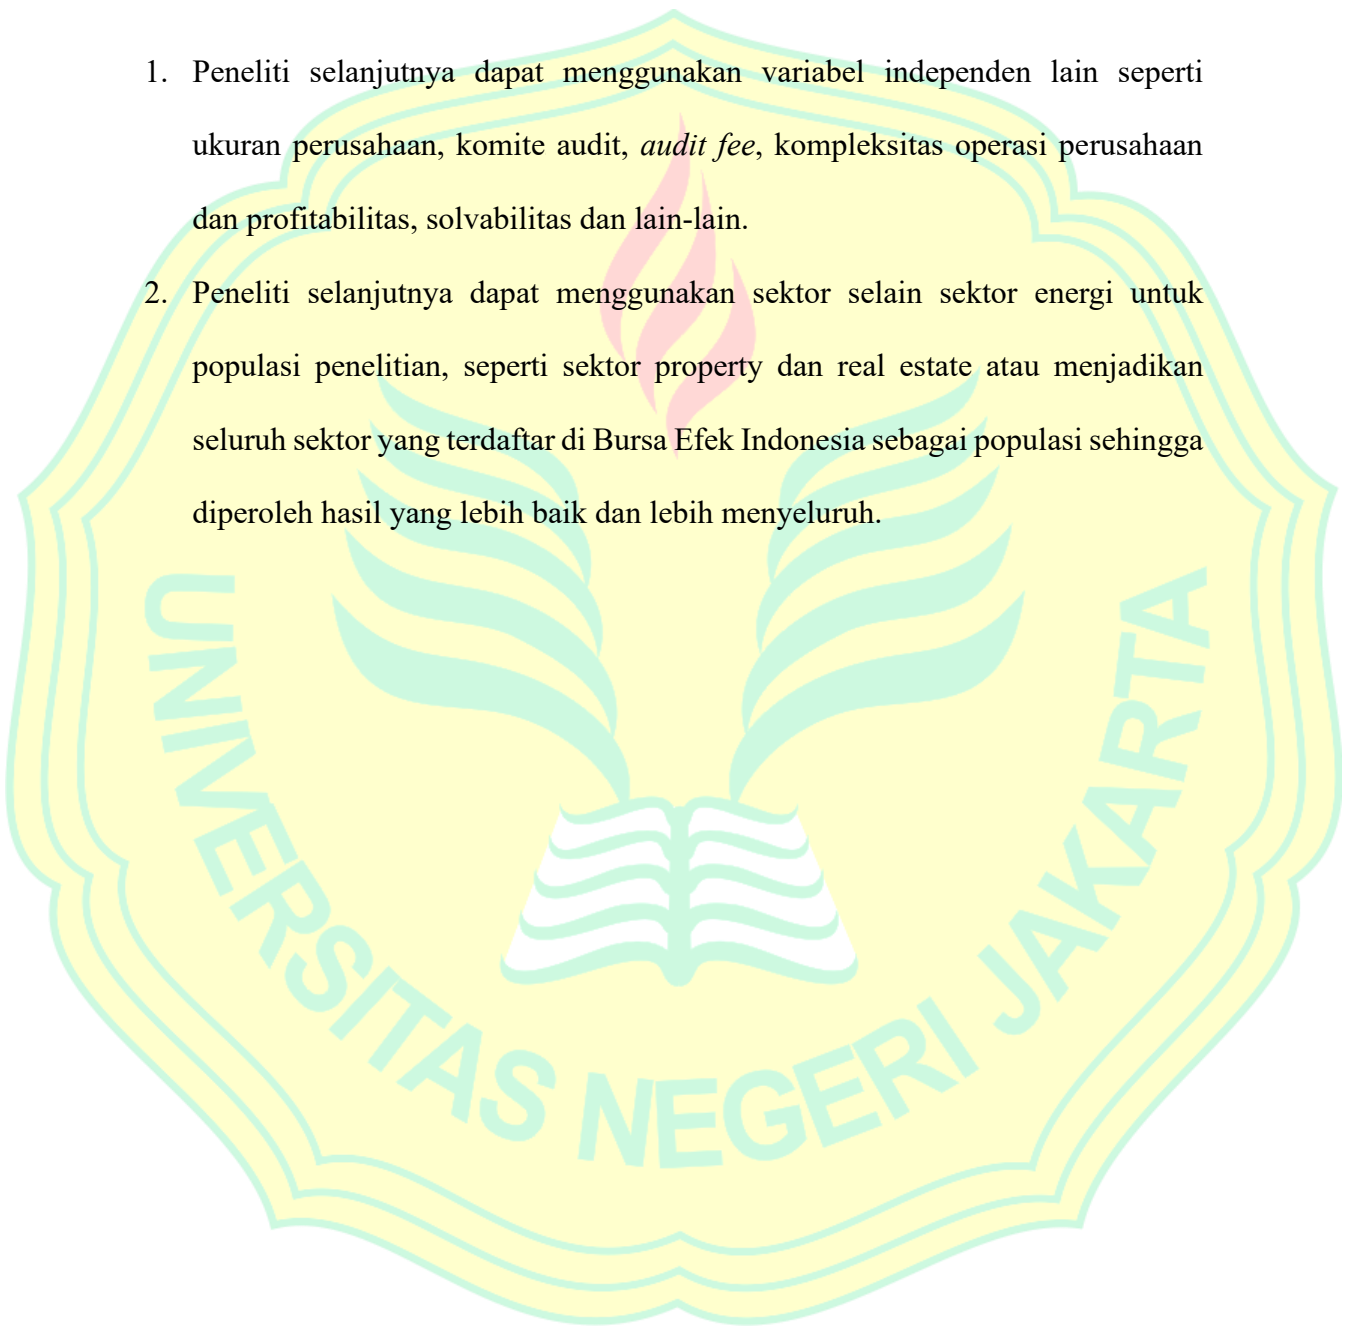 1. Peneliti selanjutnya dapat menggunakan variabel independen lain seperti
ukuran perusahaan, komite audit, audit fee, kompleksitas operasi perusahaan
dan profitabilitas, solvabilitas dan lain-lain.
2. Peneliti selanjutnya dapat menggunakan sektor selain sektor energi untuk
populasi penelitian, seperti sektor property dan real estate atau menjadikan
seluruh sektor yang terdaftar di Bursa Efek Indonesia sebagai populasi sehingga
diperoleh hasil yang lebih baik dan lebih menyeluruh.
UNIVERSITAS NEGERI JAKARTA